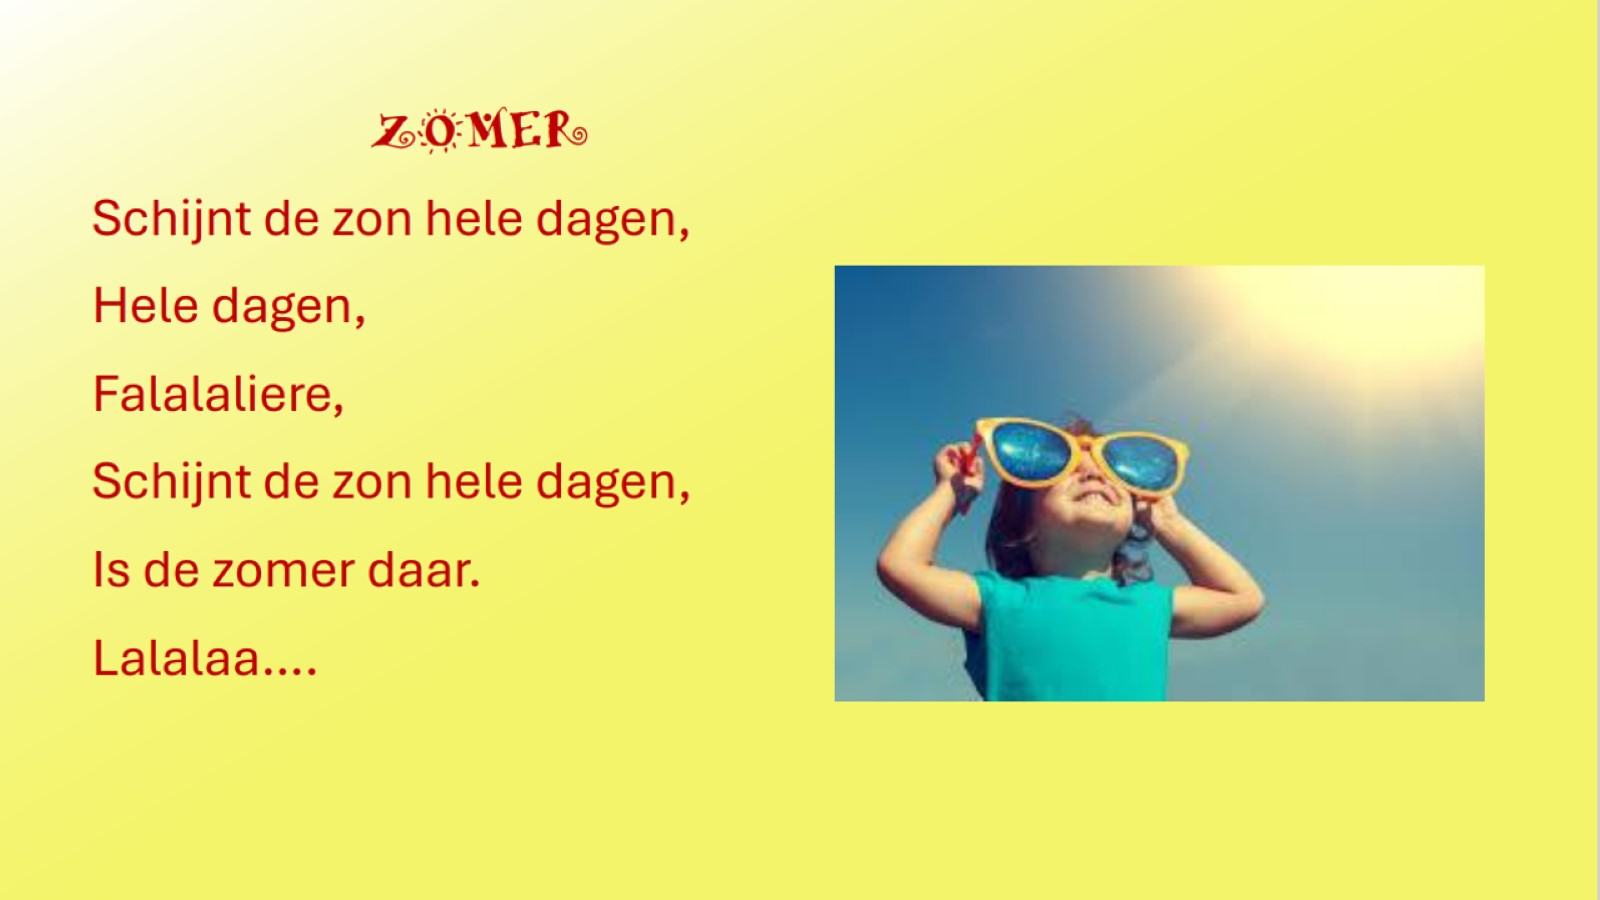 ZOMER
Schijnt de zon hele dagen,
Hele dagen,
Falalaliere,
Schijnt de zon hele dagen,
Is de zomer daar.
Lalalaa....